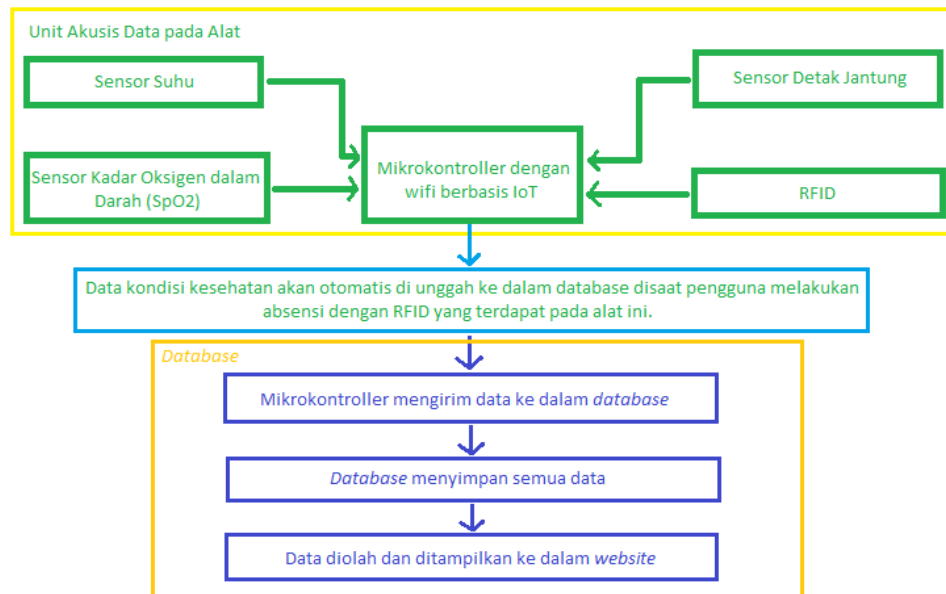 Unit Akusis Data pada Alat
Sensor Suhu
Sensor Detak Jantung
Mikrokontroller dengan
wifi berbasis IoT
Sensor Kadar Oksigen dalam
Darah (SpO2)
RFID
Data kondisi kesehatan akan otomatis di unggah ke dalam database disaat pengguna melakukan
absensi dengan RFID yang terdapat pada alat ini.
Database
Mikrokontroller mengirim data ke dalam database
Database menyimpan semua data
Data diolah dan ditampilkan ke dalam website